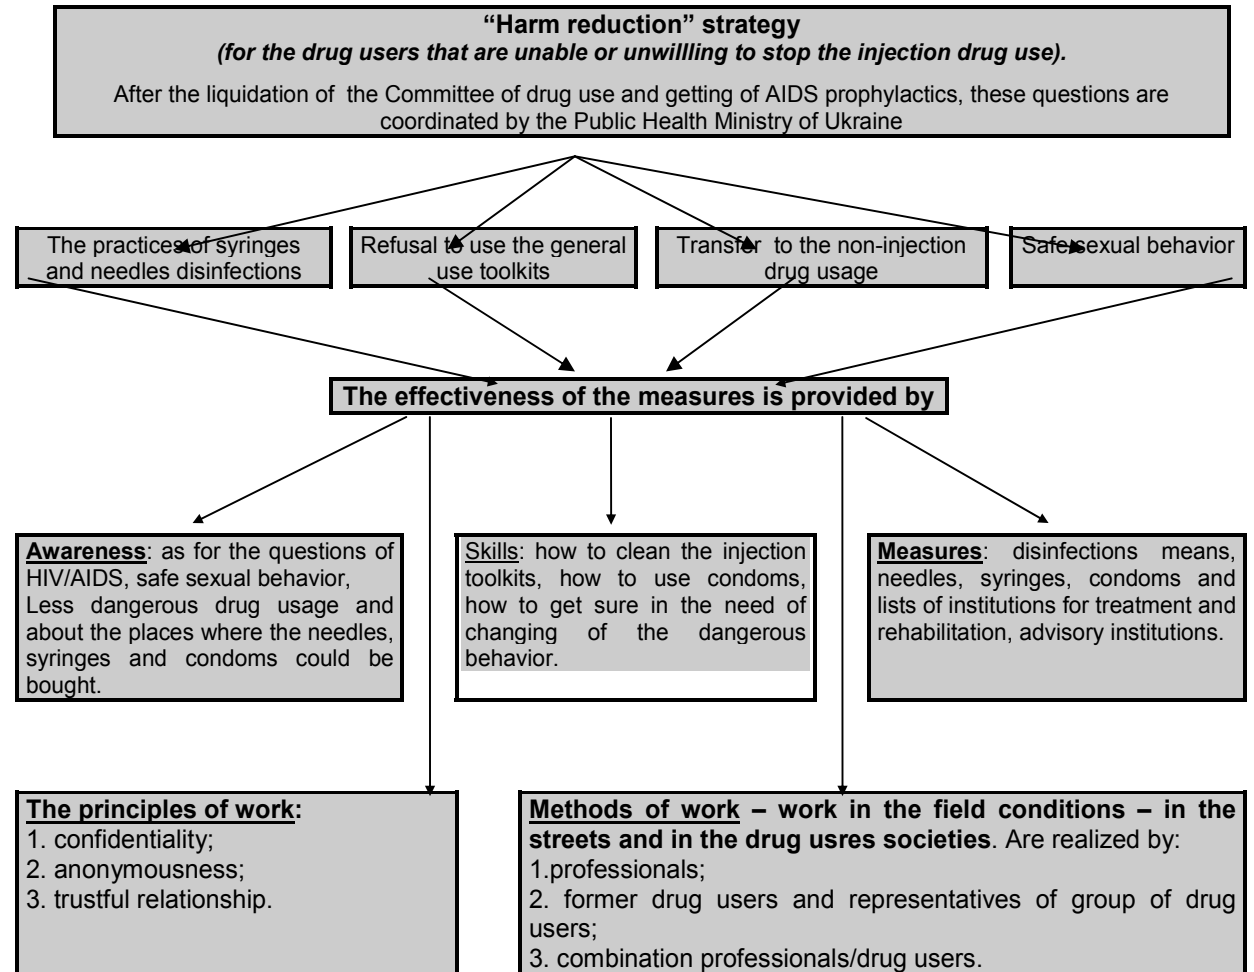 “Harm reduction” strategy
(for the drug users that are unable or unwillling to stop the injection drug use).
After the liquidation of the Committee of drug use and getting of AIDS prophylactics, these questions are
coordinated by the Public Health Ministry of Ukraine
The practices of syringes
and needles disinfections
Refusal to use the general
use toolkits
Transfer to the non-injection
drug usage
Safe sexual behavior
The effectiveness of the measures is provided by
Awareness: as for the questions of
HIV/AIDS, safe sexual behavior,
Less dangerous drug usage and
about the places where the needles,
syringes and condoms could be
bought.
Skills: how to clean the injection
toolkits, how to use condoms,
how to get sure in the need of
changing of the dangerous
behavior.
Measures: disinfections means,
needles, syringes, condoms and
lists of institutions for treatment and
rehabilitation, advisory institutions.
The principles of work:
1. confidentiality;
2. anonymousness;
3. trustful relationship.
Methods of work – work in the field conditions – in the
streets and in the drug usres societies. Are realized by:
1.professionals;
2. former drug users and representatives of group of drug
users;
3. combination professionals/drug users.